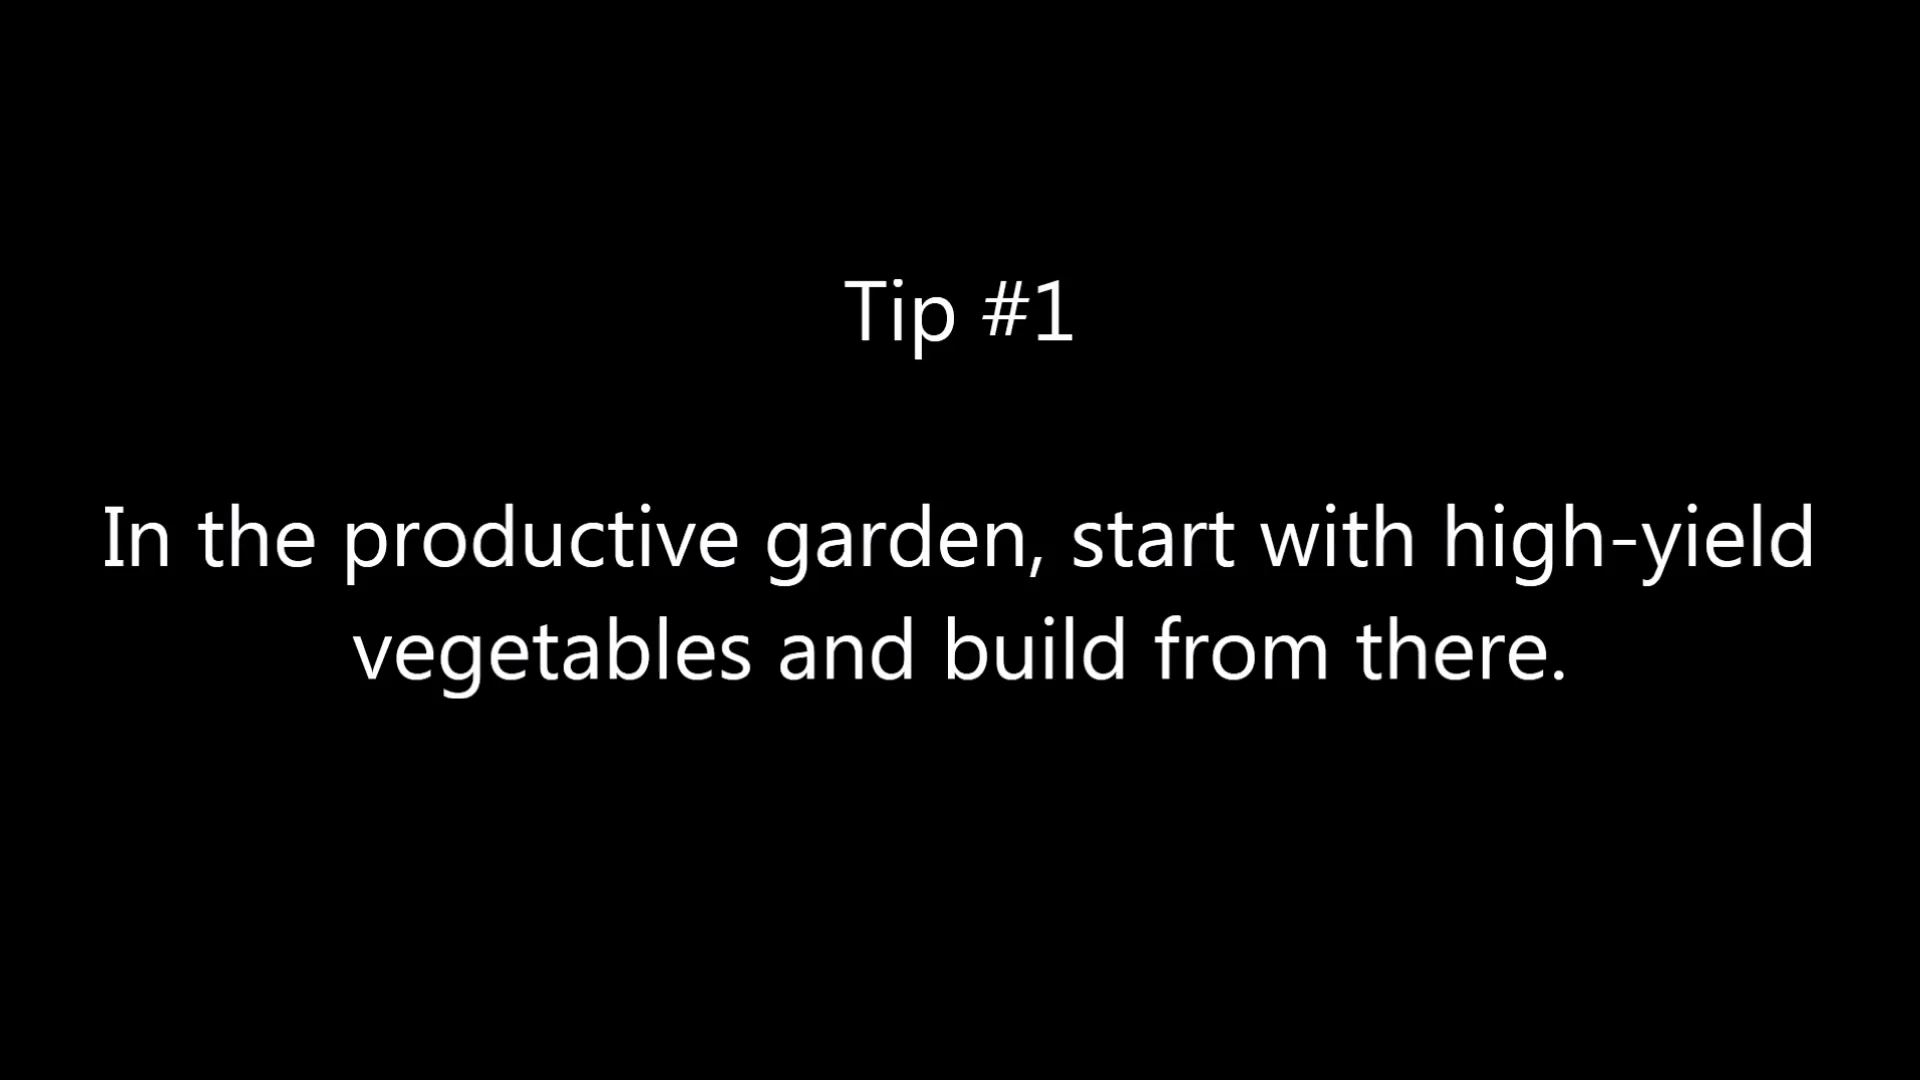 Tip #1
In the productive garden, start with high-yield
vegetables and build from there.